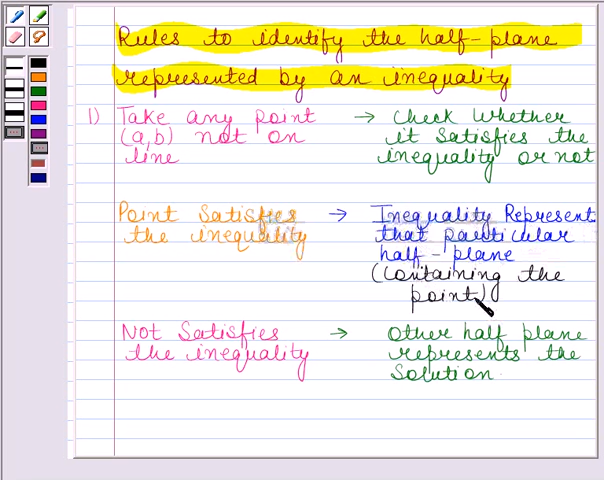 Rules to identify the half-plane
represented by an inequality
1) Take any point → Check whether
(a,b) not on it satisfies the
line inequality or not
Point Satisfies → Inequality Represent
the inequality that particular
half-plane
(containing the
point)
Not Satisfies → Other half plane
the inequality represents the
Solution